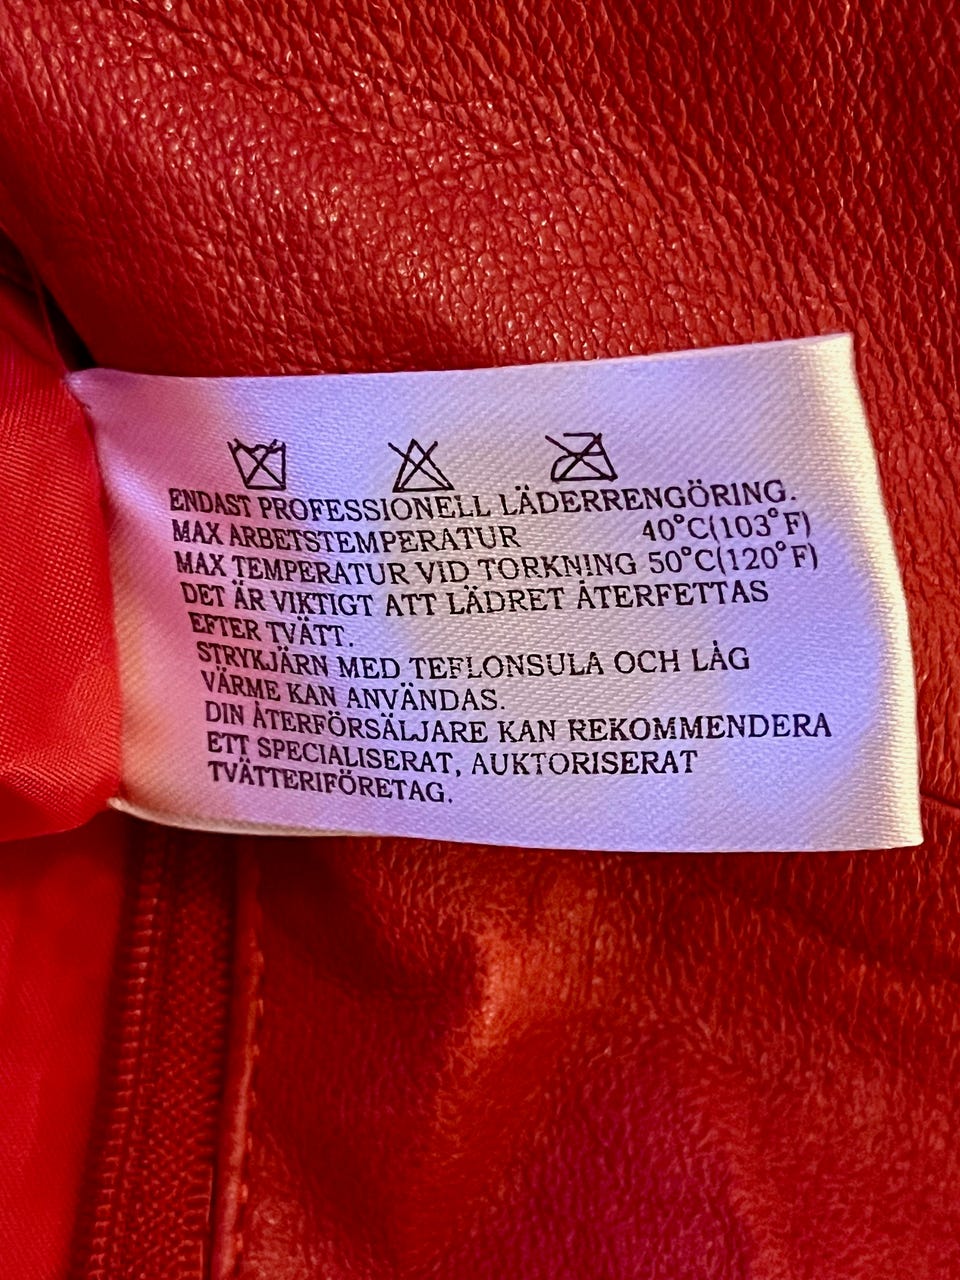 ENDAST PROFESSIONELL LÄDERRENGÖRING.
MAX ARBETSTEMPERATUR 40°C(103°F)
MAX TEMPERATUR VID TORKNING 50°C(120°F)
DET ÄR VIKTIGT ATT LÄDRET ÅTERFETTAS
EFTER TVÄTT.
STRYKJÄRN MED TEFLONSULA OCH LÅG
VÄRME KAN ANVÄNDAS.
DIN ÅTERFÖRSÄLJARE KAN REKOMMENDERA
ETT SPECIALISERAT, AUKTORISERAT
TVÄTTERIFÖRETAG.